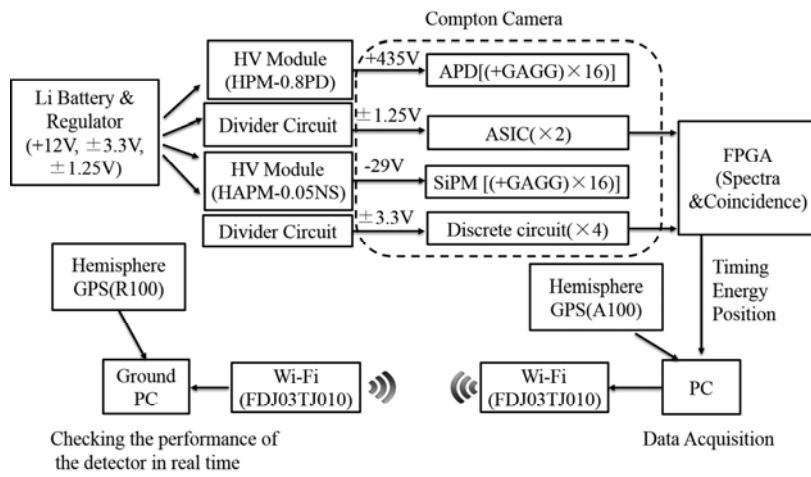 Compton Camera
HV Module
(HPM-0.8PD)
+435V
APD[(+GAGG)×16)]
Li Battery &
Regulator
(+12V, ±3.3V,
±1.25V)
Divider Circuit
±1.25V
ASIC(×2)
HV Module
(HAPM-0.05NS)
-29V
SiPM [(+GAGG)×16)]
FPGA
(Spectra
&Coincidence)
Divider Circuit
±3.3V
Discrete circuit(×4)
Hemisphere
GPS(R100)
Hemisphere
GPS(A100)
Timing
Energy
Position
Ground
PC
Wi-Fi
(FDJ03TJ010)
Wi-Fi
(FDJ03TJ010)
PC
Checking the performance of
the detector in real time
Data Acquisition